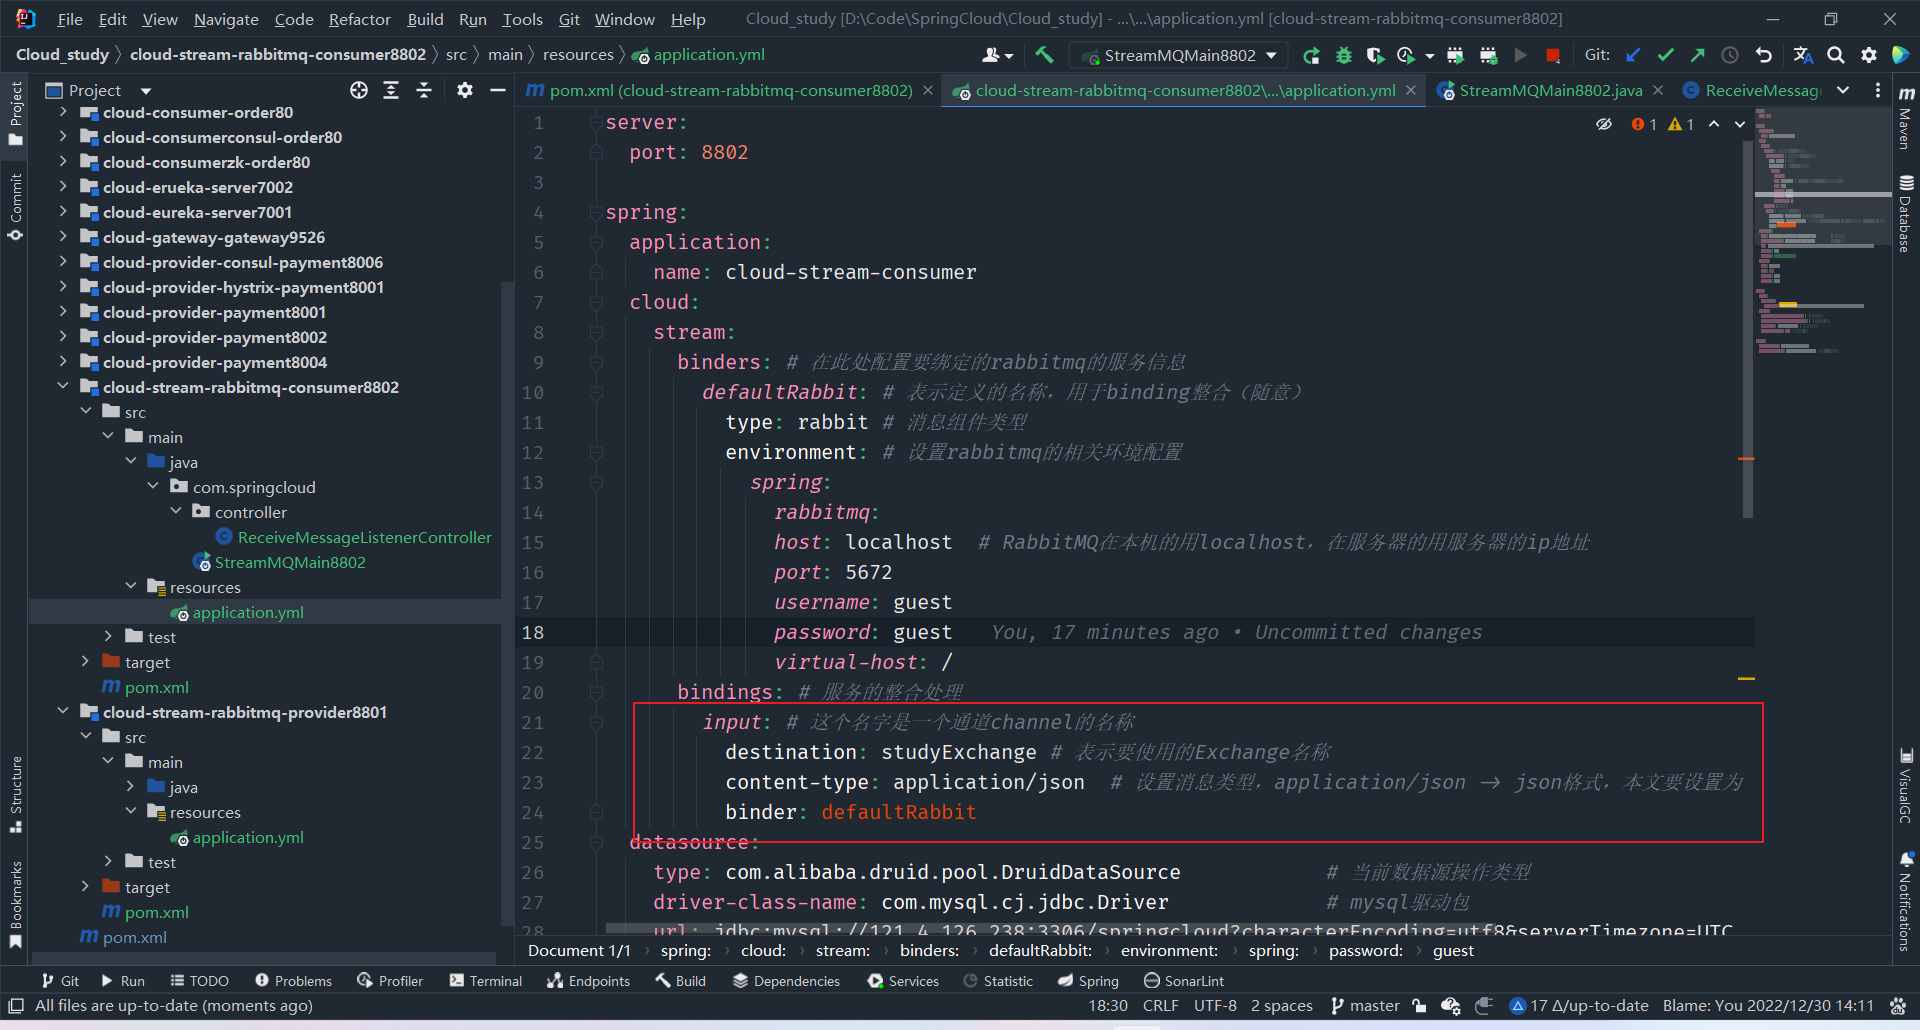 File Edit View Navigate Code Refactor Build Run Tools Git Window Help Cloud_study [D:\Code\SpringCloud\Cloud_study] - ...\...\application.yml [cloud-stream-rabbitmq-consumer8802]
Cloud_study cloud-stream-rabbitmq-consumer8802 src main resources application.yml StreamMQMain8802 Git:
Project
pom.xml (cloud-stream-rabbitmq-consumer8802) cloud-stream-rabbitmq-consumer8802\...\application.yml StreamMQMain8802.java ReceiveMessag
Project
Commit
Structure
Bookmarks
cloud-consumer-order80
cloud-consumerconsul-order80
cloud-consumerzk-order80
cloud-erueka-server7002
cloud-eureka-server7001
cloud-gateway-gateway9526
cloud-provider-consul-payment8006
cloud-provider-hystrix-payment8001
cloud-provider-payment8001
cloud-provider-payment8002
cloud-provider-payment8004
cloud-stream-rabbitmq-consumer8802
src
main
java
com.springcloud
controller
ReceiveMessageListenerController
StreamMQMain8802
resources
application.yml
test
target
pom.xml
cloud-stream-rabbitmq-provider8801
src
main
java
resources
application.yml
test
target
pom.xml
pom.xml
1 server:
2 port: 8802
3
4 spring:
5 application:
6 name: cloud-stream-consumer
7 cloud:
8 stream:
9 binders: # 在此处配置要绑定的rabbitmq的服务信息
10 defaultRabbit: # 表示定义的名称，用于binding整合（随意）
11 type: rabbit # 消息组件类型
12 environment: # 设置rabbitmq的相关环境配置
13 spring:
14 rabbitmq:
15 host: localhost # RabbitMQ在本机的用localhost，在服务器的用服务器的ip地址
16 port: 5672
17 username: guest
18 password: guest You, 17 minutes ago • Uncommitted changes
19 virtual-host: /
20 bindings: # 服务的整合处理
21 input: # 这个名字是一个通道channel的名称
22 destination: studyExchange # 表示要使用的Exchange名称
23 content-type: application/json # 设置消息类型，application/json -> json格式，本文要设置为
24 binder: defaultRabbit
25 datasource:
26 type: com.alibaba.druid.pool.DruidDataSource # 当前数据源操作类型
27 driver-class-name: com.mysql.cj.jdbc.Driver # mysql驱动包
28 url: jdbc:mysql://121.4.126.238:3306/springcloud?characterEncoding=utf8&serverTimezone=UTC
1 1
Maven
Database
VisualGC
Notifications
Document 1/1 spring: cloud: stream: binders: defaultRabbit: environment: spring: password: guest
Git Run TODO Problems Profiler Terminal Endpoints Build Dependencies Services Statistic Spring SonarLint
All files are up-to-date (moments ago) 18:30 CRLF UTF-8 2 spaces master 17 Δ/up-to-date Blame: You 2022/12/30 14:11